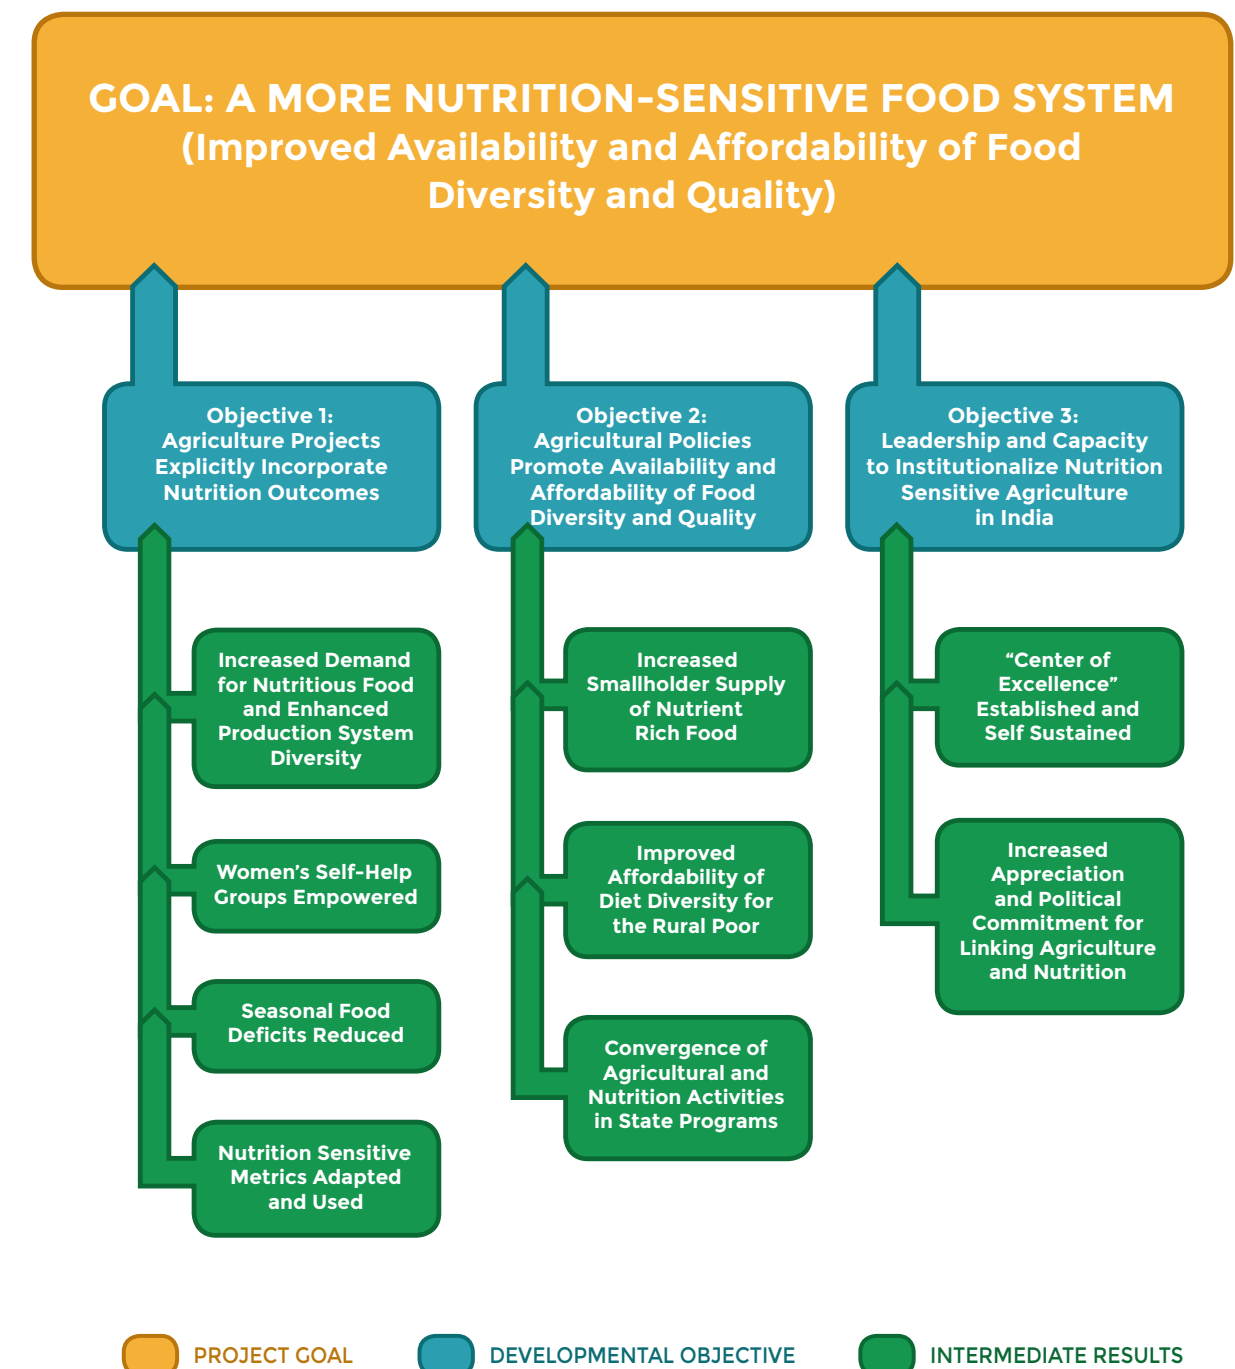 GOAL: A MORE NUTRITION-SENSITIVE FOOD SYSTEM
(Improved Availability and Affordability of Food
Diversity and Quality)
Objective 1:
Agriculture Projects
Explicitly Incorporate
Nutrition Outcomes
Increased Demand
for Nutritious Food
and Enhanced
Production System
Diversity
Women’s Self-Help
Groups Empowered
Seasonal Food
Deficits Reduced
Nutrition Sensitive
Metrics Adapted
and Used
Objective 2:
Agricultural Policies
Promote Availability and
Affordability of Food
Diversity and Quality
Increased
Smallholder Supply
of Nutrient
Rich Food
Improved
Affordability of
Diet Diversity for
the Rural Poor
Convergence of
Agricultural and
Nutrition Activities
in State Programs
Objective 3:
Leadership and Capacity
to Institutionalize Nutrition
Sensitive Agriculture
in India
“Center of
Excellence”
Established and
Self Sustained
Increased
Appreciation
and Political
Commitment for
Linking Agriculture
and Nutrition
PROJECT GOAL
DEVELOPMENTAL OBJECTIVE
INTERMEDIATE RESULTS